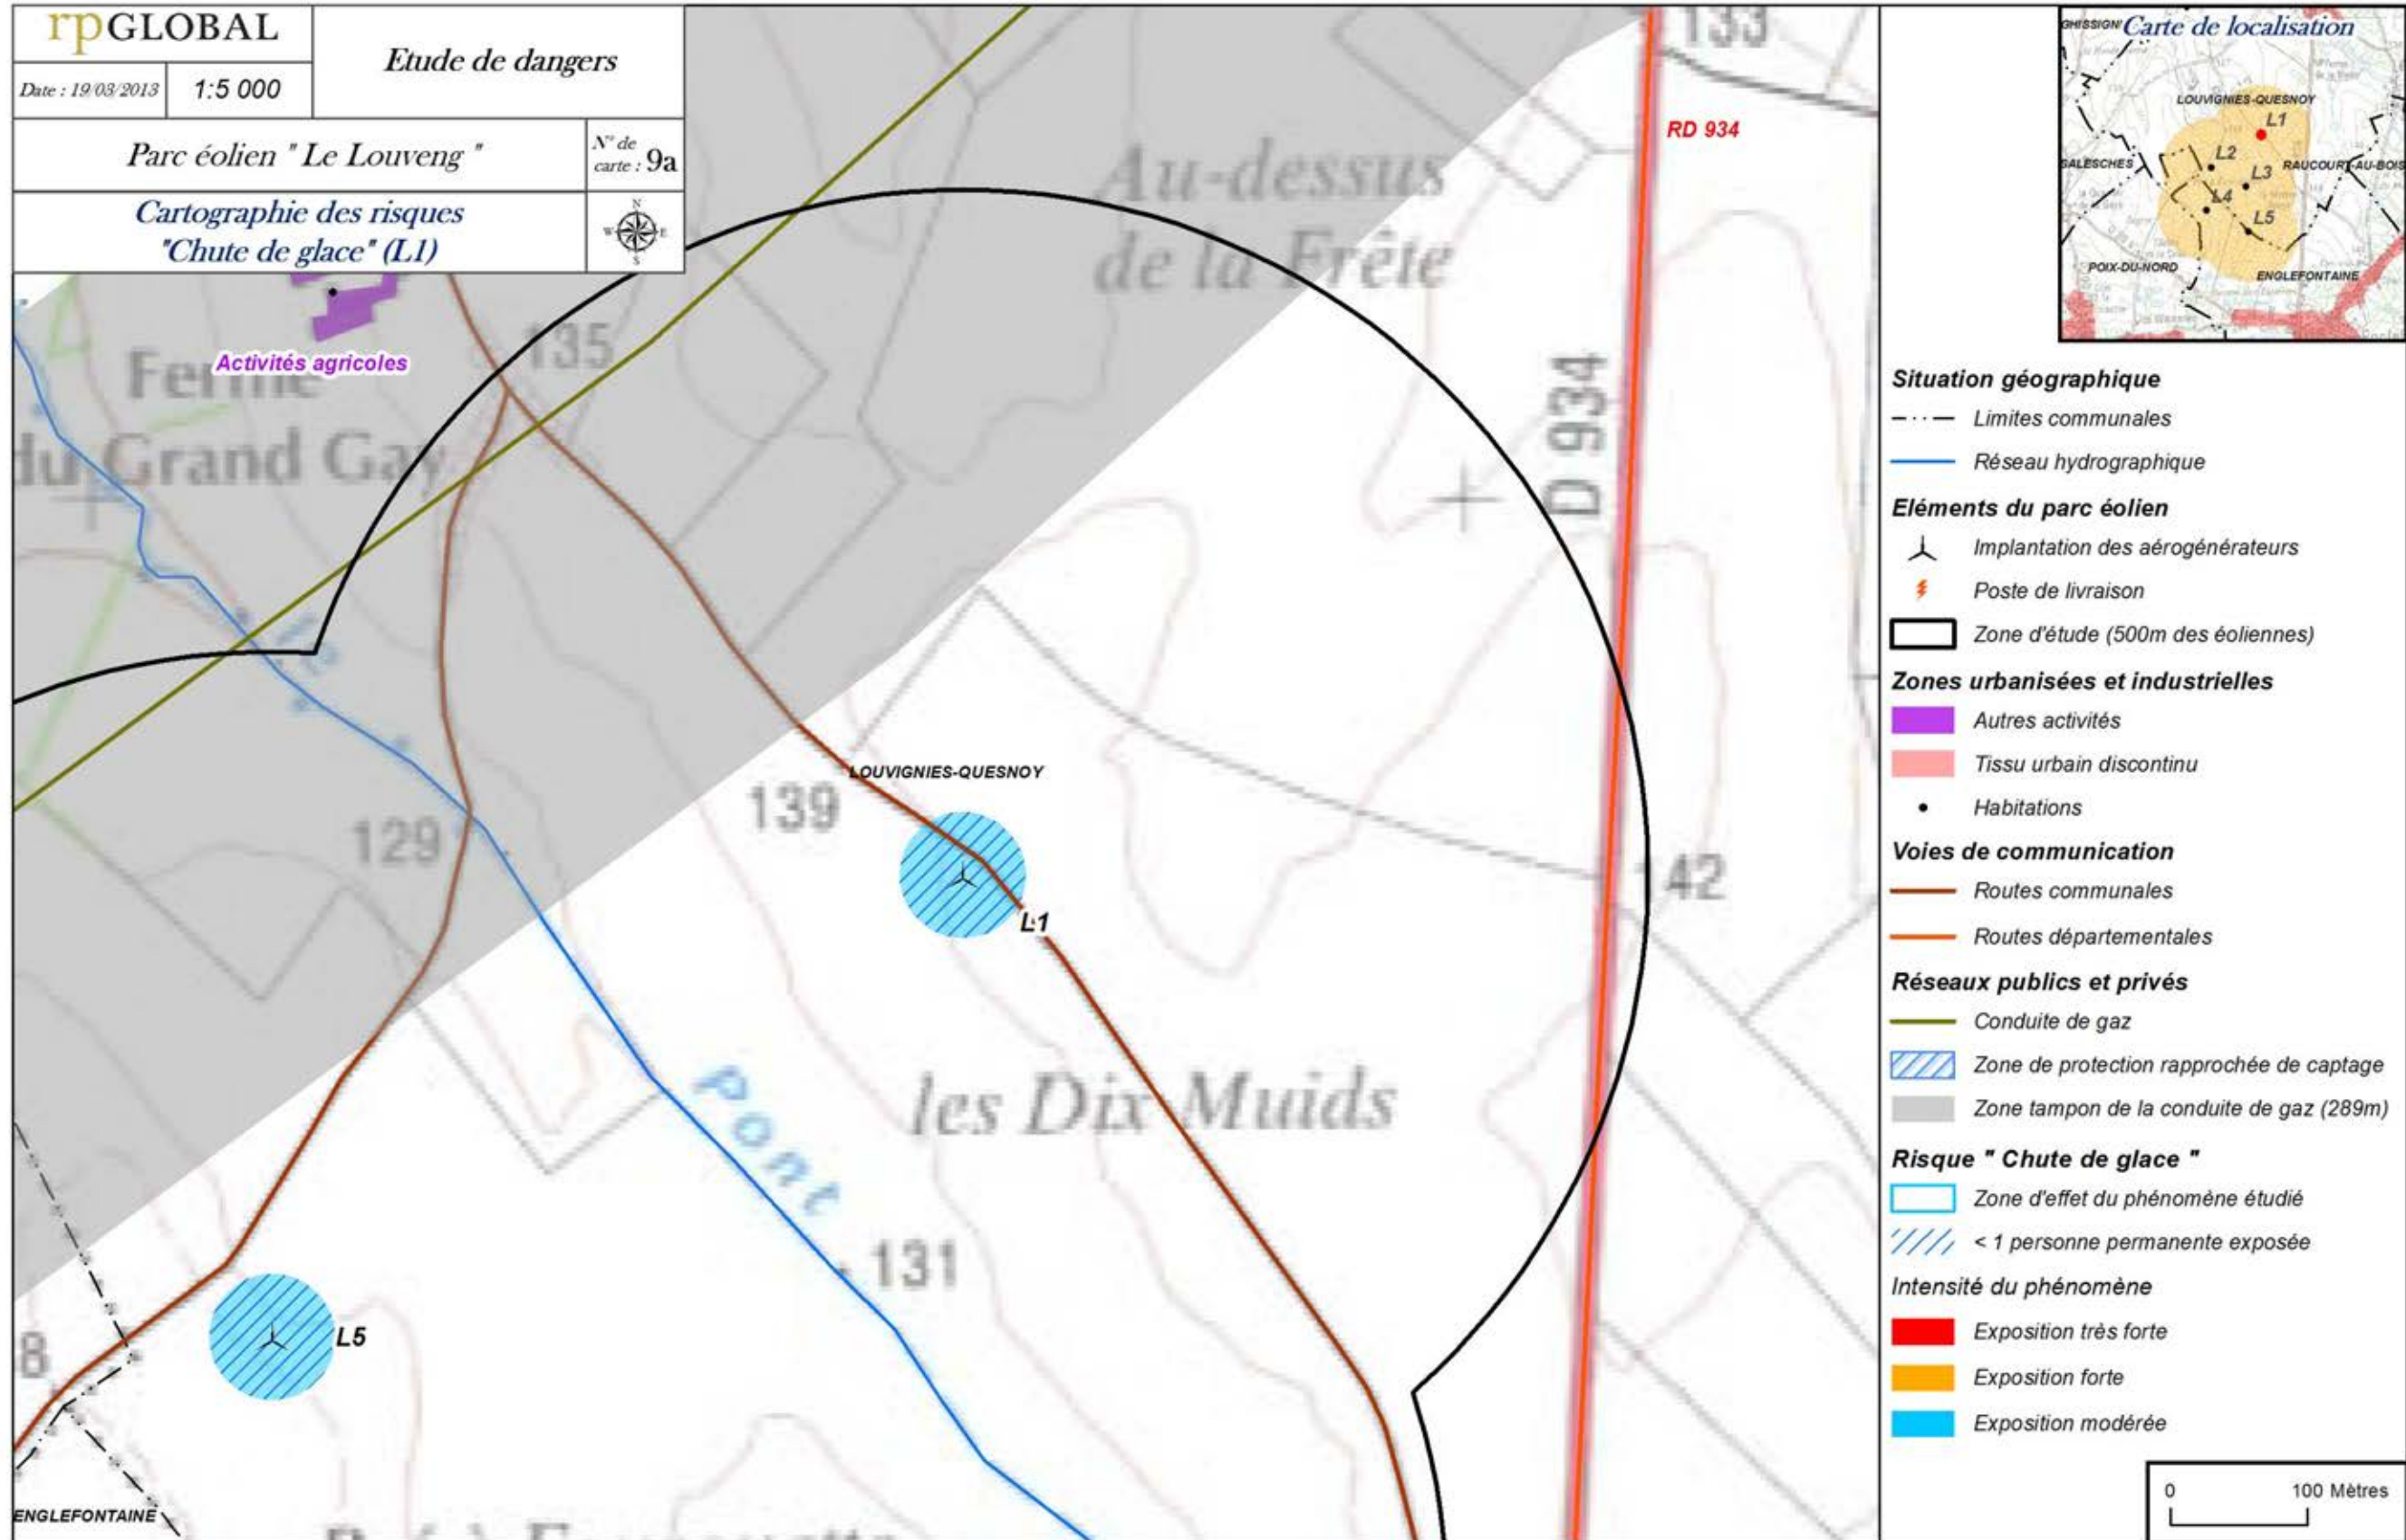 rpGLOBAL
Date : 19/03/2013
1:5 000
Etude de dangers
Parc éolien " Le Louveng "
N° de
carte : 9a
Cartographie des risques
"Chute de glace" (L1)
N
W
E
S
133
RD 934
Au-dessus
de la Frête
135
Activités agricoles
Ferme
du Grand Gay
D 934
LOUVIGNIES-QUESNOY
139
129
42
L1
les Dix Muids
Pont
131
L5
8
ENGLEFONTAINE
Carte de localisation
LOUVIGNIES-QUESNOY
L1
L2
SALESCHES
RAUCOURT-AU-BOIS
L3
L4
L5
POIX-DU-NORD
ENGLEFONTAINE
Situation géographique
Limites communales
Réseau hydrographique
Eléments du parc éolien
Implantation des aérogénérateurs
Poste de livraison
Zone d'étude (500m des éoliennes)
Zones urbanisées et industrielles
Autres activités
Tissu urbain discontinu
Habitations
Voies de communication
Routes communales
Routes départementales
Réseaux publics et privés
Conduite de gaz
Zone de protection rapprochée de captage
Zone tampon de la conduite de gaz (289m)
Risque " Chute de glace "
Zone d'effet du phénomène étudié
< 1 personne permanente exposée
Intensité du phénomène
Exposition très forte
Exposition forte
Exposition modérée
0 100 Mètres